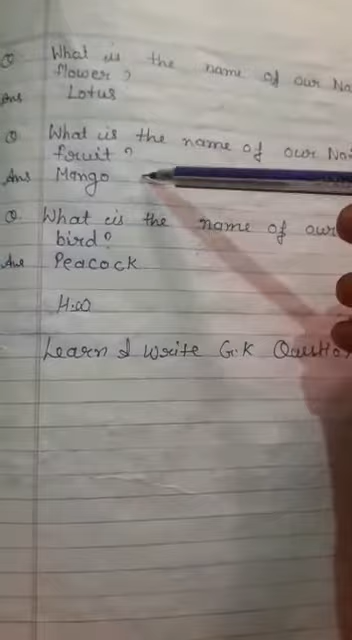 Q What is the name of our Na
flower?
Ans Lotus
Q What is the name of our Na
fruit?
Ans Mango
Q What is the name of our
bird?
Ans Peacock
H.W
Learn & Write G.K Questio